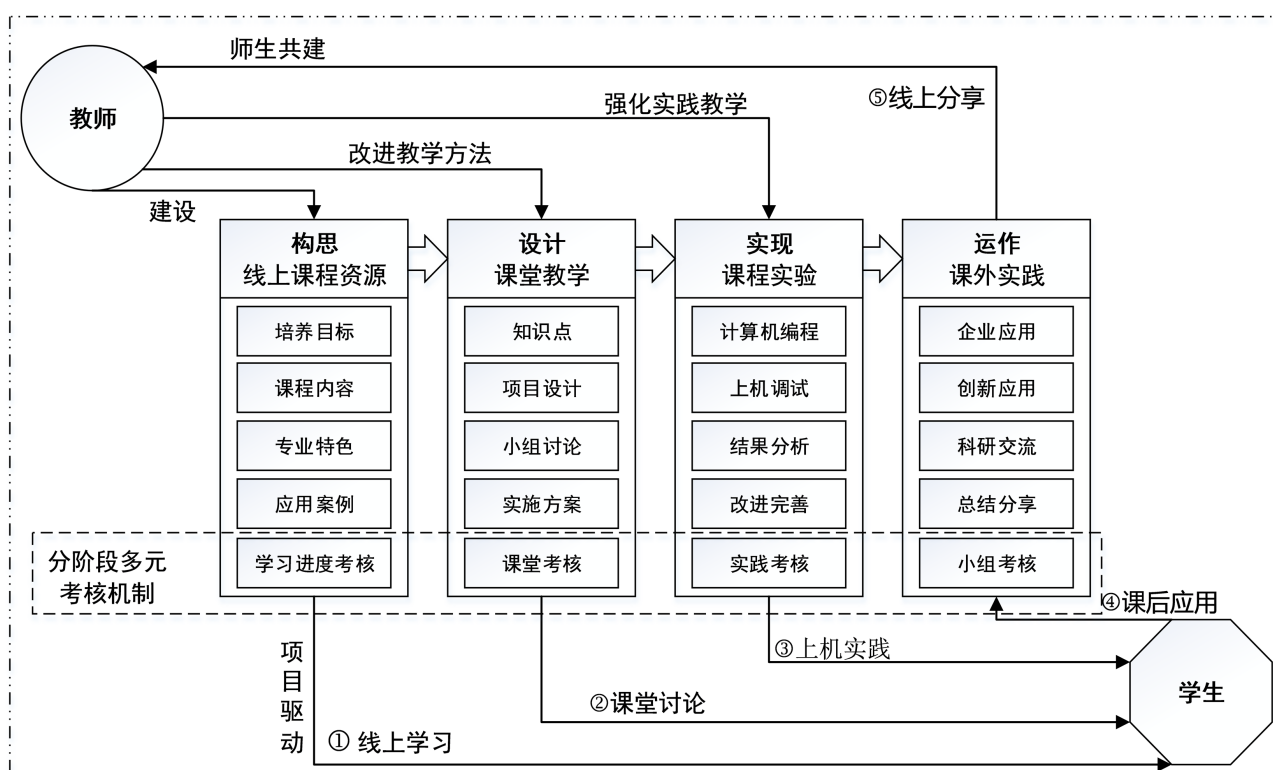 师生共建
教师
强化实践教学
⑤线上分享
改进教学方法
建设
构思
线上课程资源
培养目标
课程内容
专业特色
应用案例
学习进度考核
设计
课堂教学
知识点
项目设计
小组讨论
实施方案
课堂考核
实现
课程实验
计算机编程
上机调试
结果分析
改进完善
实践考核
运作
课外实践
企业应用
创新应用
科研交流
总结分享
小组考核
分阶段多元
考核机制
④课后应用
项
目
驱
动
③上机实践
②课堂讨论
① 线上学习
学生